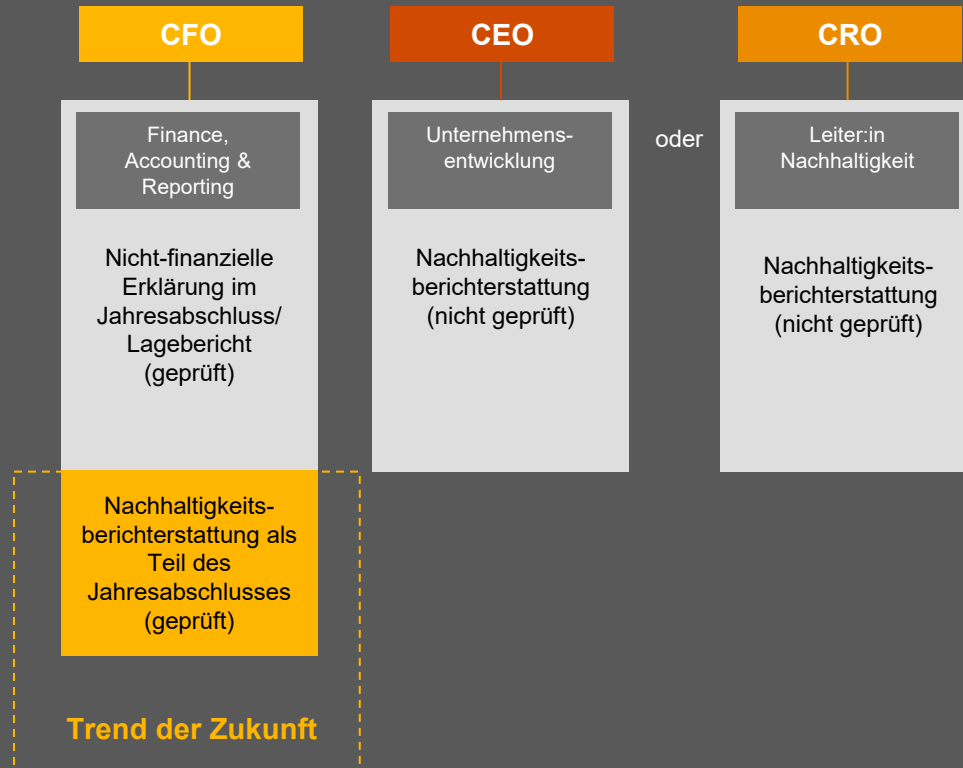 CFO
Finance,
Accounting &
Reporting
Nicht-finanzielle
Erklärung im
Jahresabschluss/
Lagebericht
(geprüft)
Nachhaltigkeits-
berichterstattung als
Teil des
Jahresabschlusses
(geprüft)
Trend der Zukunft
CEO
Unternehmens-
entwicklung
Nachhaltigkeits-
berichterstattung
(nicht geprüft)
oder
CRO
Leiter:in
Nachhaltigkeit
Nachhaltigkeits-
berichterstattung
(nicht geprüft)